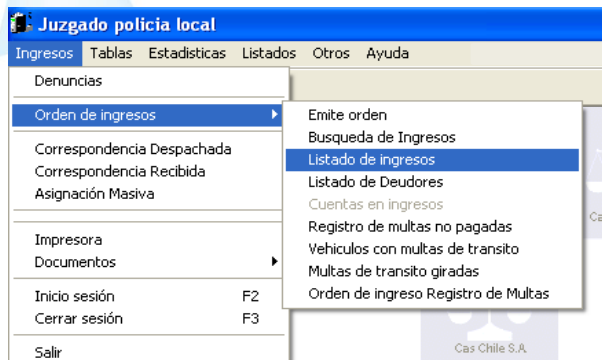 Juzgado policia local
Ingresos Tablas Estadisticas Listados Otros Ayuda
Denuncias
Orden de ingresos
Correspondencia Despachada
Correspondencia Recibida
Asignación Masiva
Impresora
Documentos
Inicio sesión F2
Cerrar sesión F3
Salir
Emite orden
Busqueda de Ingresos
Listado de ingresos
Listado de Deudores
Cuentas en ingresos
Registro de multas no pagadas
Vehiculos con multas de transito
Multas de transito giradas
Orden de ingreso Registro de Multas
Ca
Cas Chile S.A.